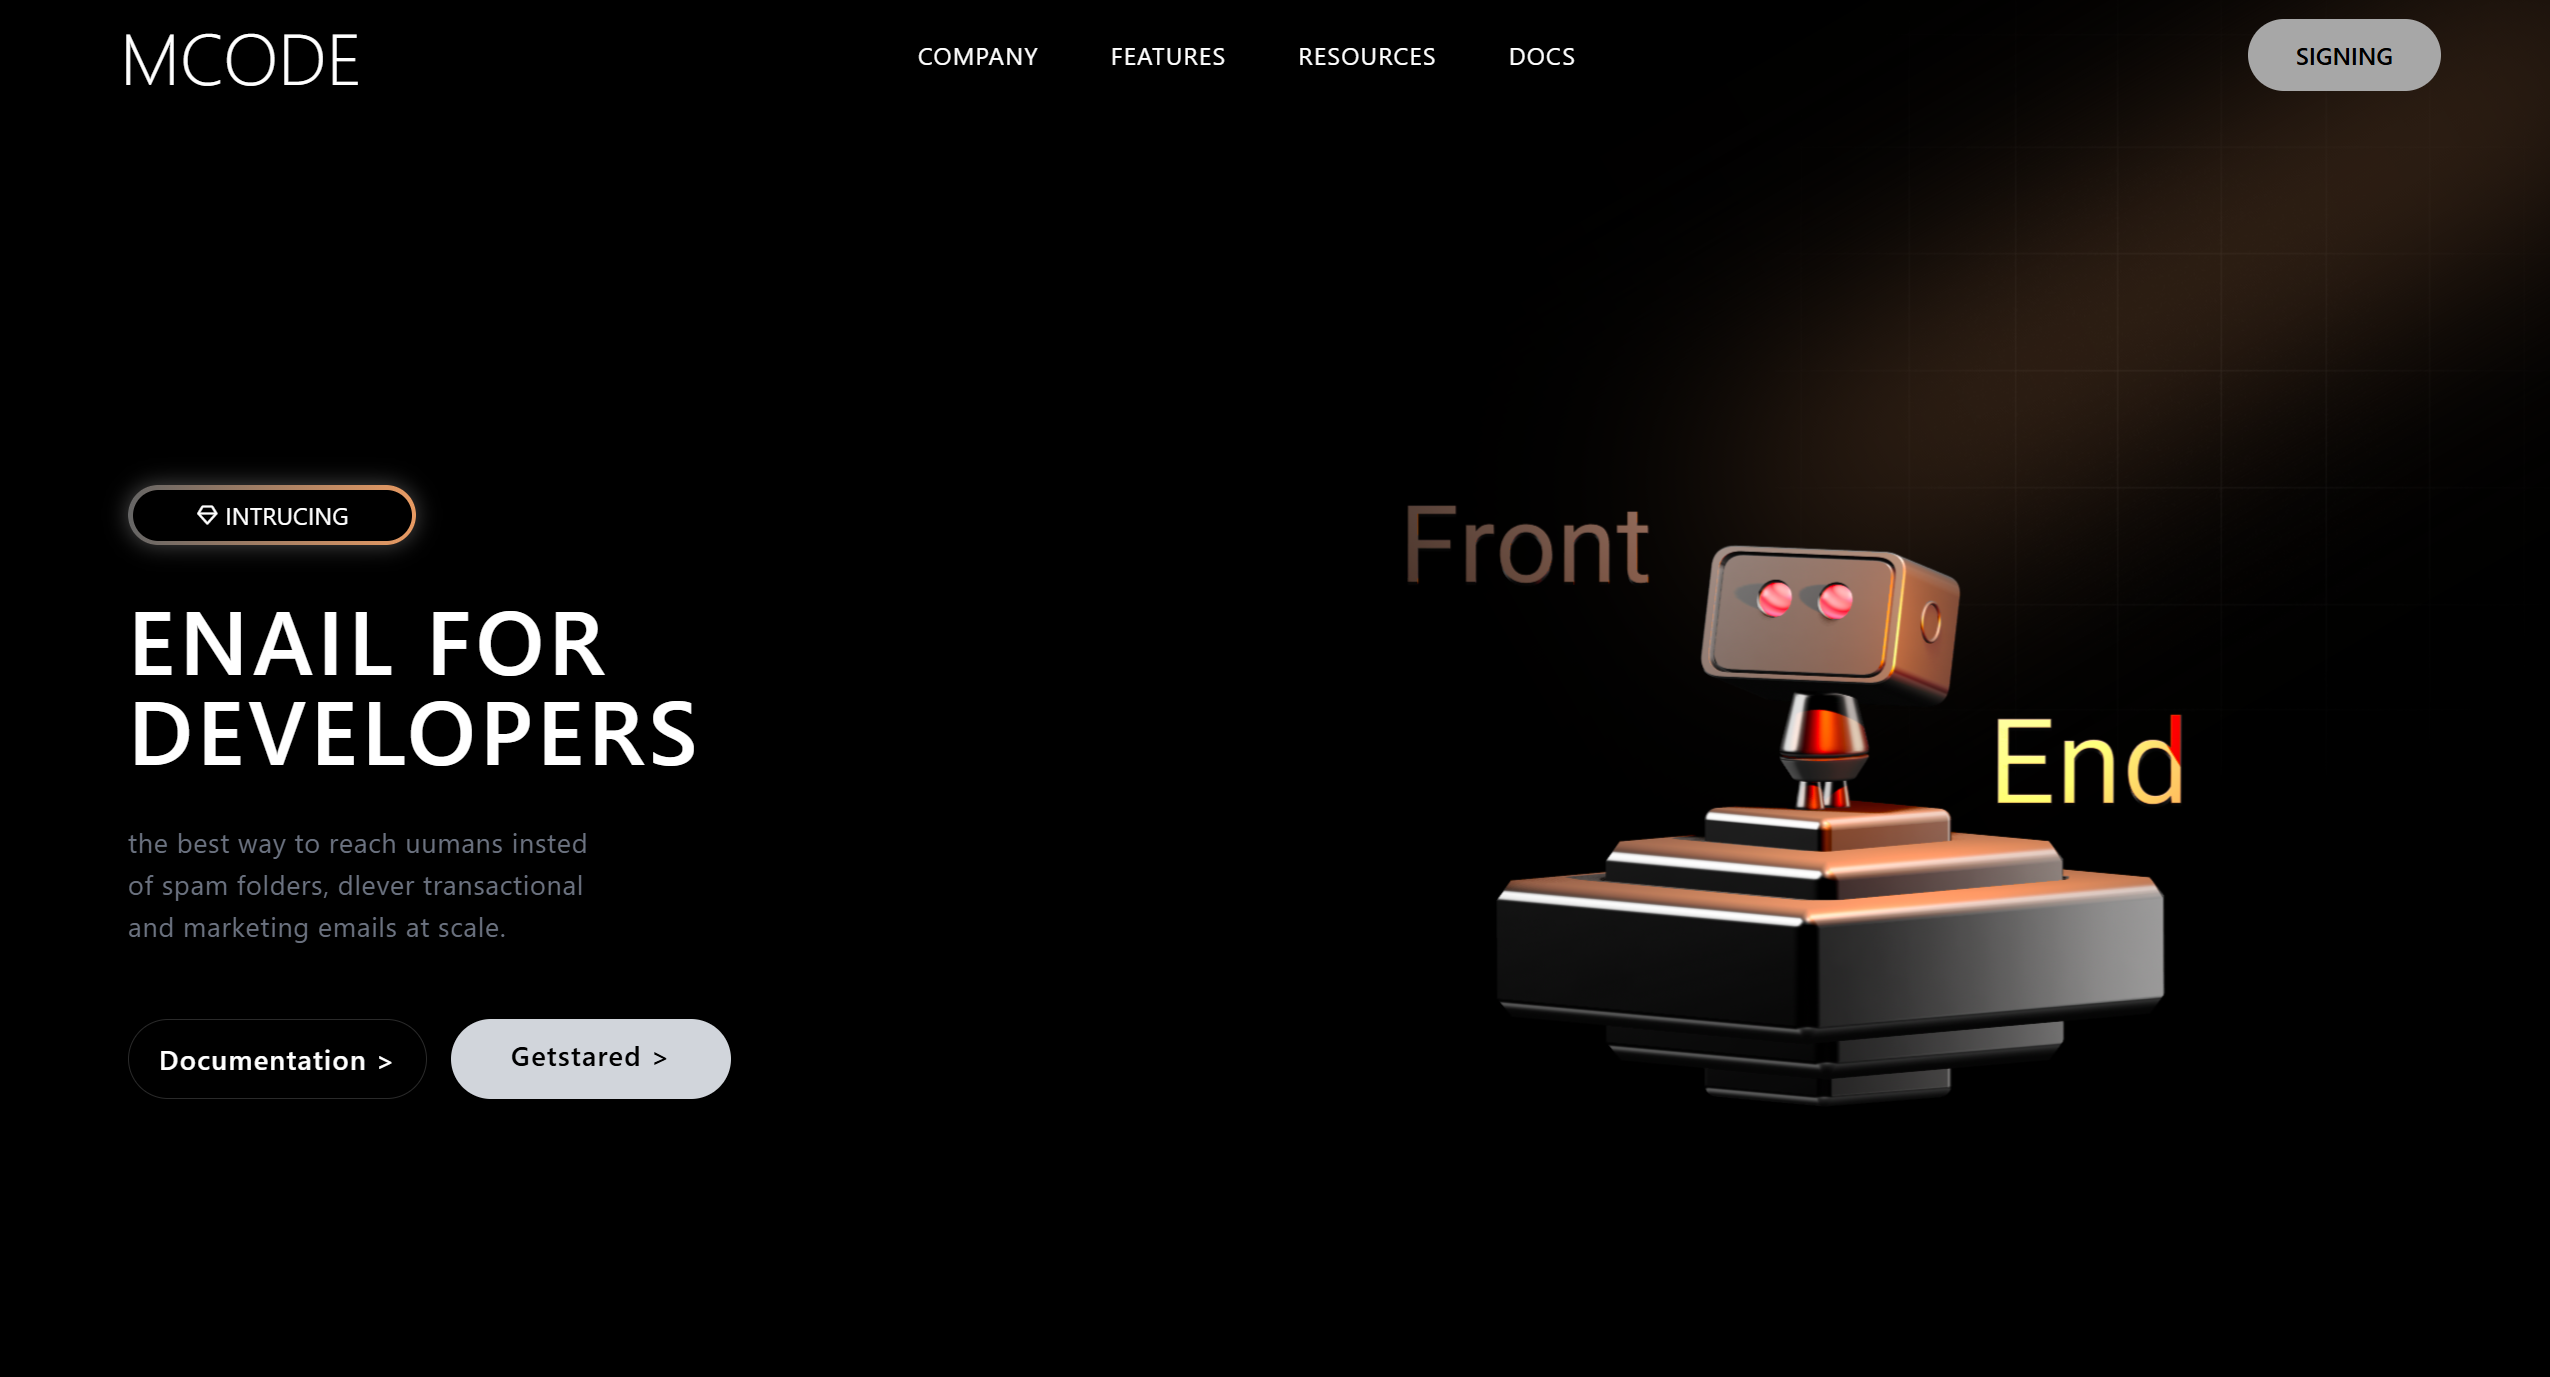 MCODE
COMPANY FEATURES RESOURCES DOCS
SIGNING
INTRUCING
ENAIL FOR
DEVELOPERS
the best way to reach uumans insted
of spam folders, dlever transactional
and marketing emails at scale.
Documentation >
Getstared >
Front
End